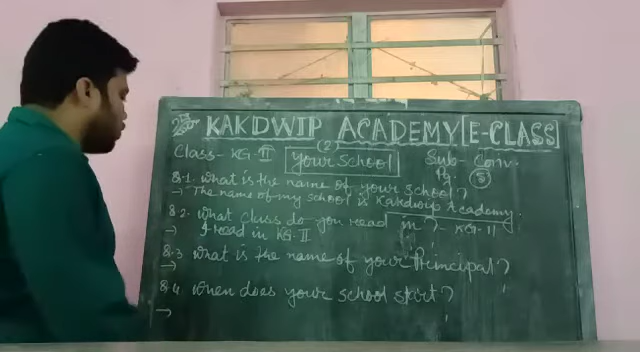 KAKDWIP ACADEMY [E-CLASS]
(2)
Class- KG-II Your School Sub- Conv.
Pg. 5
Q.1. What is the name of your school?
→ The name of my school is Kakdwip Academy.
Q.2. What class do you read in? - KG-II
→ I read in KG-II
Q.3 What is the name of your Principal?
→
Q.4. When does your school start?
→